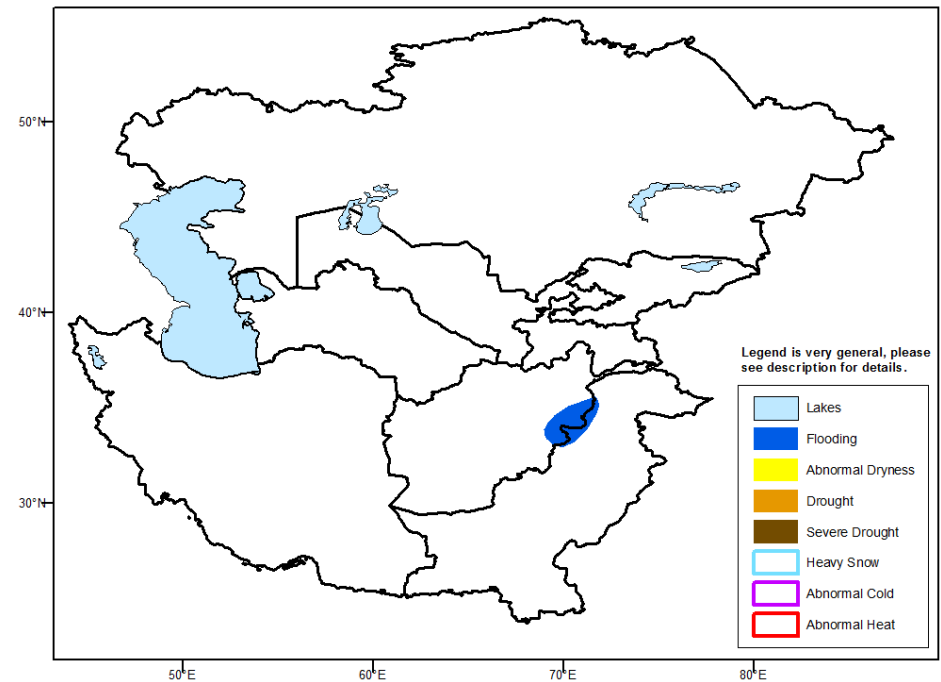 50°N
40°N
30°N
50°E
60°E
70°E
80°E
Legend is very general, please
see description for details.
Lakes
Flooding
Abnormal Dryness
Drought
Severe Drought
Heavy Snow
Abnormal Cold
Abnormal Heat